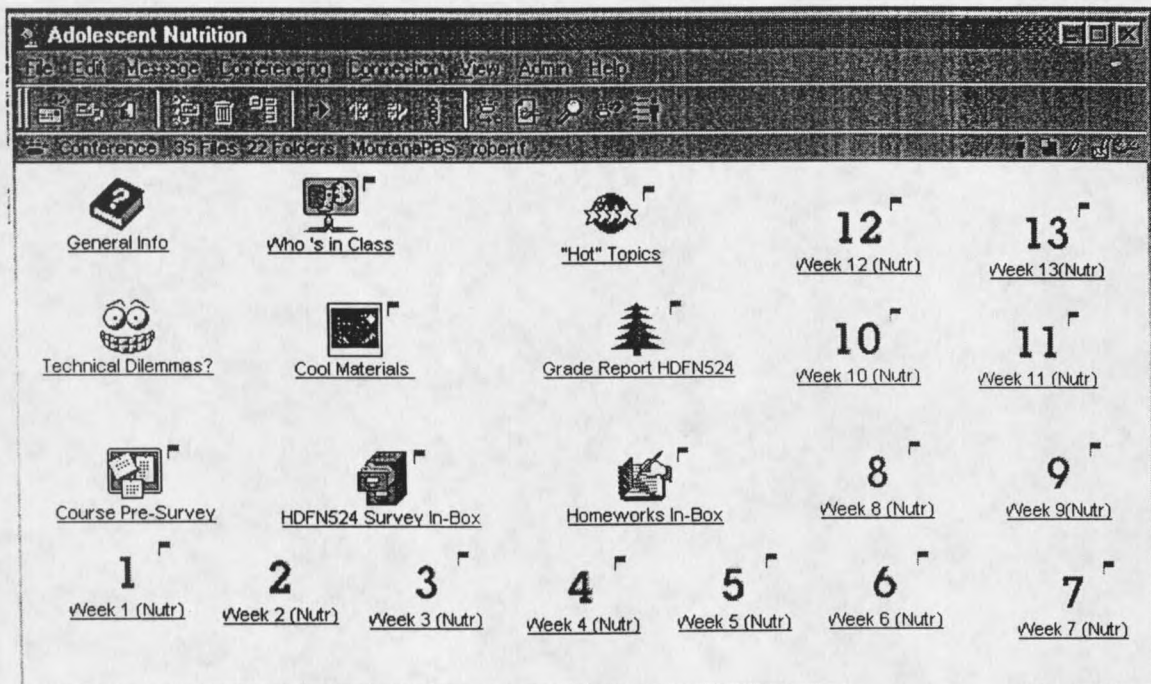 Adolescent Nutrition
File Edit Message Conferencing Connection View Admin Help
Conference 35 Files 22 Folders MontanaPBS robertf
General Info
Who 's in Class
"Hot" Topics
12
Week 12 (Nutr)
13
Week 13(Nutr)
Technical Dilemmas?
Cool Materials
Grade Report HDFN524
10
Week 10 (Nutr)
11
Week 11 (Nutr)
Course Pre-Survey
HDFN524 Survey In-Box
Homeworks In-Box
8
Week 8 (Nutr)
9
Week 9(Nutr)
1
Week 1 (Nutr)
2
Week 2 (Nutr)
3
Week 3 (Nutr)
4
Week 4 (Nutr)
5
Week 5 (Nutr)
6
Week 6 (Nutr)
7
Week 7 (Nutr)